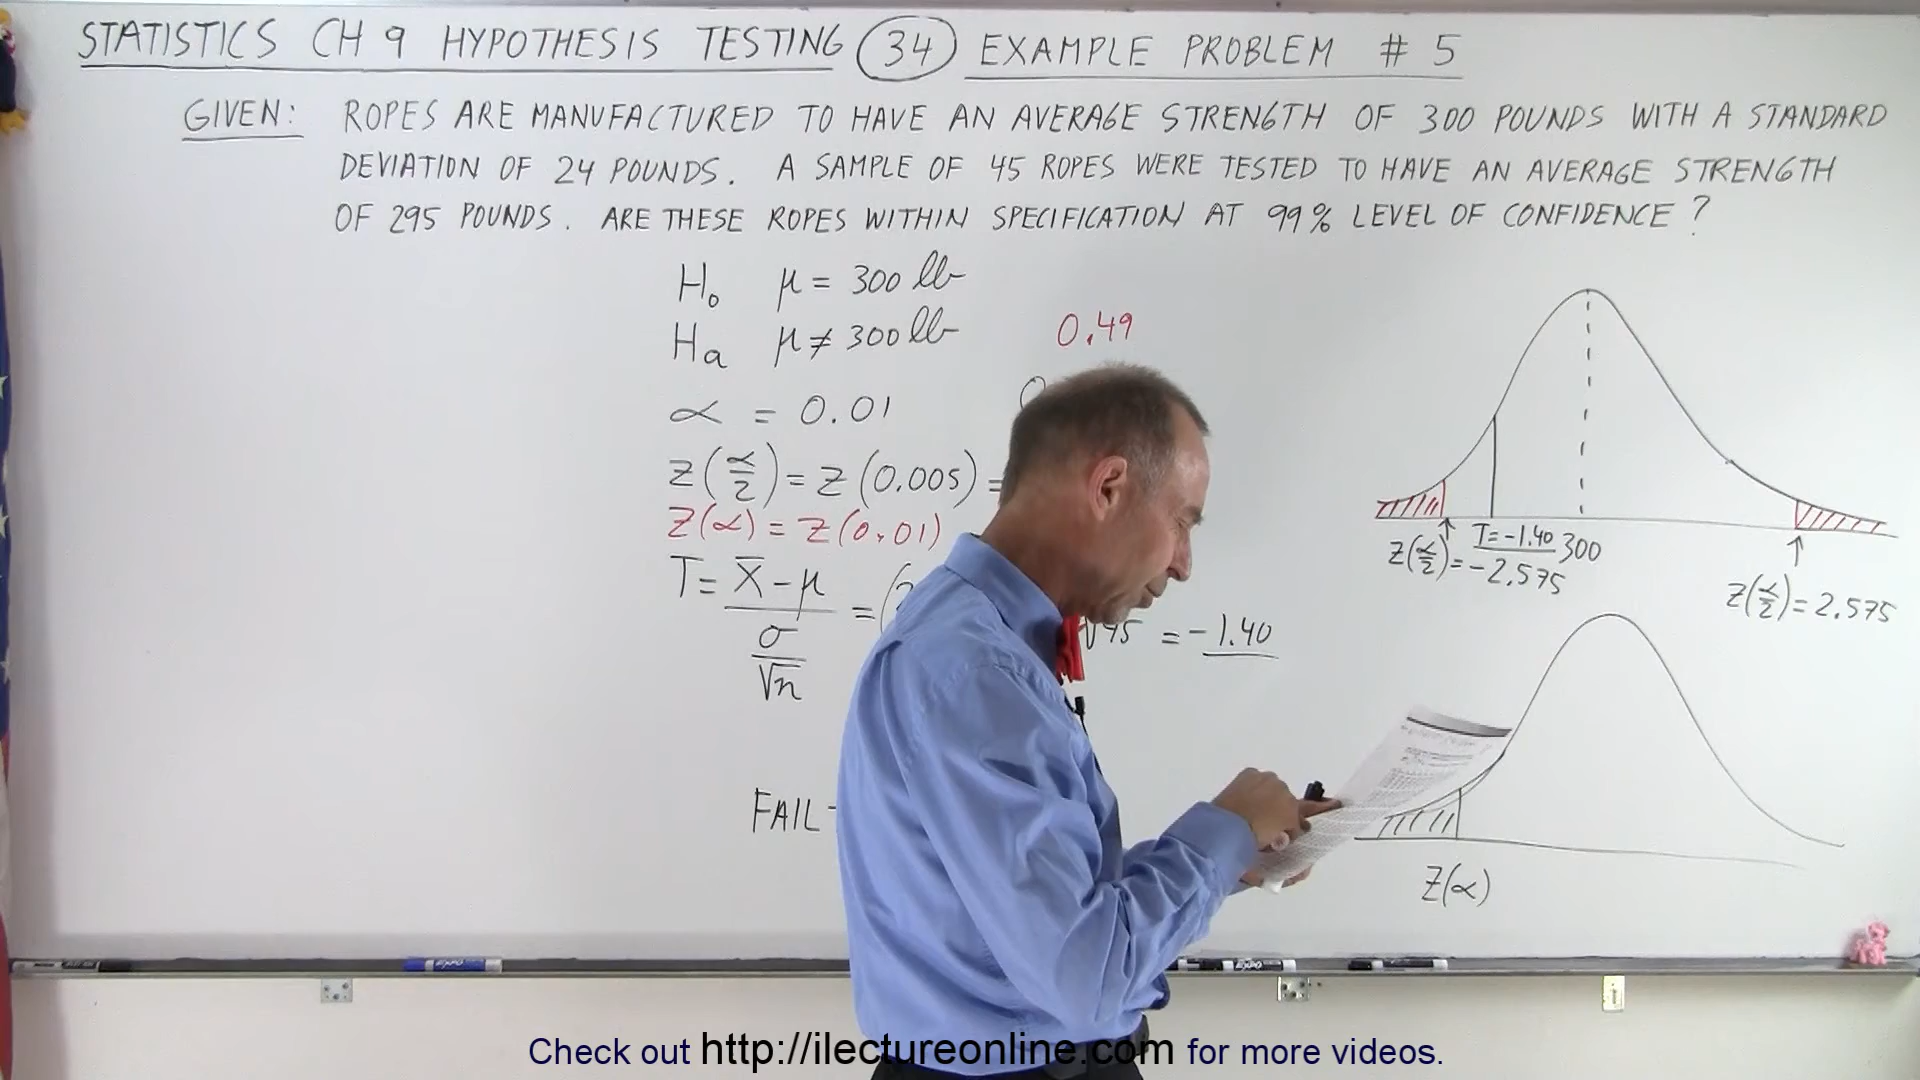 STATISTICS CH 9 HYPOTHESIS TESTING 34 EXAMPLE PROBLEM # 5
GIVEN: ROPES ARE MANUFACTURED TO HAVE AN AVERAGE STRENGTH OF 300 POUNDS WITH A STANDARD
DEVIATION OF 24 POUNDS. A SAMPLE OF 45 ROPES WERE TESTED TO HAVE AN AVERAGE STRENGTH
OF 295 POUNDS. ARE THESE ROPES WITHIN SPECIFICATION AT 99% LEVEL OF CONFIDENCE?
H₀ μ = 300 lb
Hₐ μ ≠ 300 lb
0.49
α = 0.01
Z(α/2) = Z(0.005) =
Z(α) = Z(0.01)
T = (X̄ - μ)/(σ/√n) = (
√45 = -1.40
FAIL
T = -1.40 300
Z(α/2) = -2.575
Z(α/2) = 2.575
Z(α)
Check out http://ilectureonline.com for more videos.